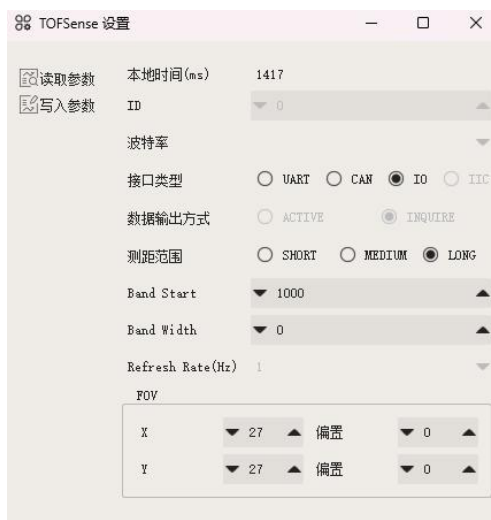 TOFSense 设置
读取参数
写入参数
本地时间(ms) 1417
ID 0
波特率
接口类型 UART CAN IO IIC
数据输出方式 ACTIVE INQUIRE
测距范围 SHORT MEDIUM LONG
Band Start 1000
Band Width 0
Refresh Rate(Hz) 1
FOV
X 27 偏置 0
Y 27 偏置 0